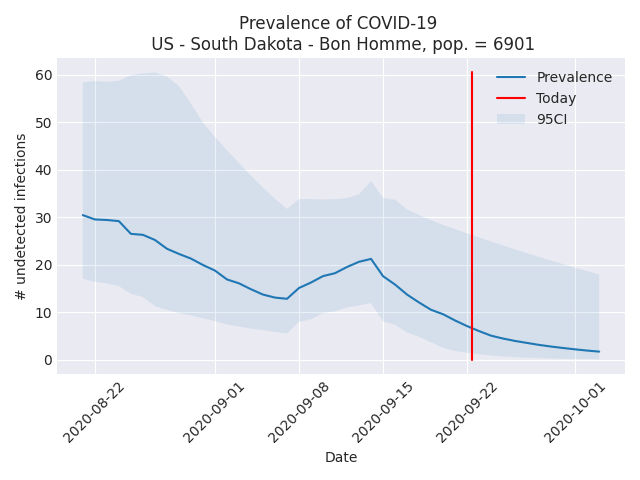 Prevalence of COVID-19
US - South Dakota - Bon Homme, pop. = 6901
Prevalence
Today
95CI
# undetected infections
60
50
40
30
20
10
0
2020-08-22
2020-09-01
2020-09-08
2020-09-15
2020-09-22
2020-10-01
Date